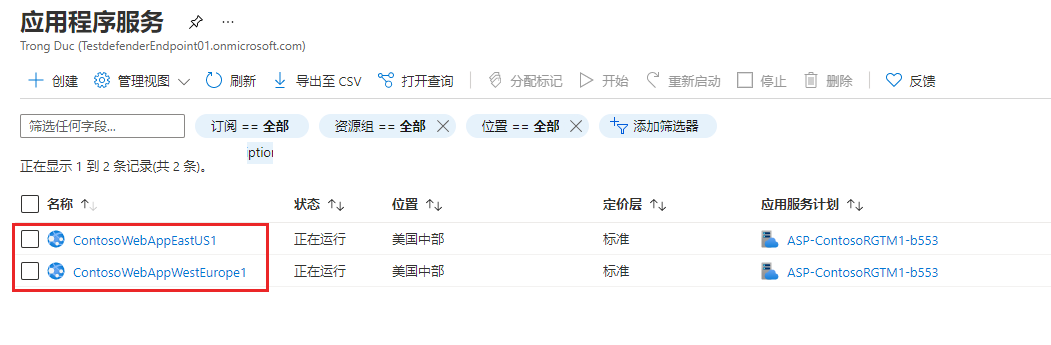 应用程序服务 ...
Trong Duc (TestdefenderEndpoint01.onmicrosoft.com)
创建 管理视图 刷新 导出至 CSV 打开查询 分配标记 开始 重新启动 停止 删除 反馈
筛选任何字段... 订阅 == 全部 资源组 == 全部 位置 == 全部 添加筛选器
ption
正在显示 1 到 2 条记录(共 2 条)。
名称 状态 位置 定价层 应用服务计划
ContosoWebAppEastUS1 正在运行 美国中部 标准 ASP-ContosoRGTM1-b553
ContosoWebAppWestEurope1 正在运行 美国中部 标准 ASP-ContosoRGTM1-b553